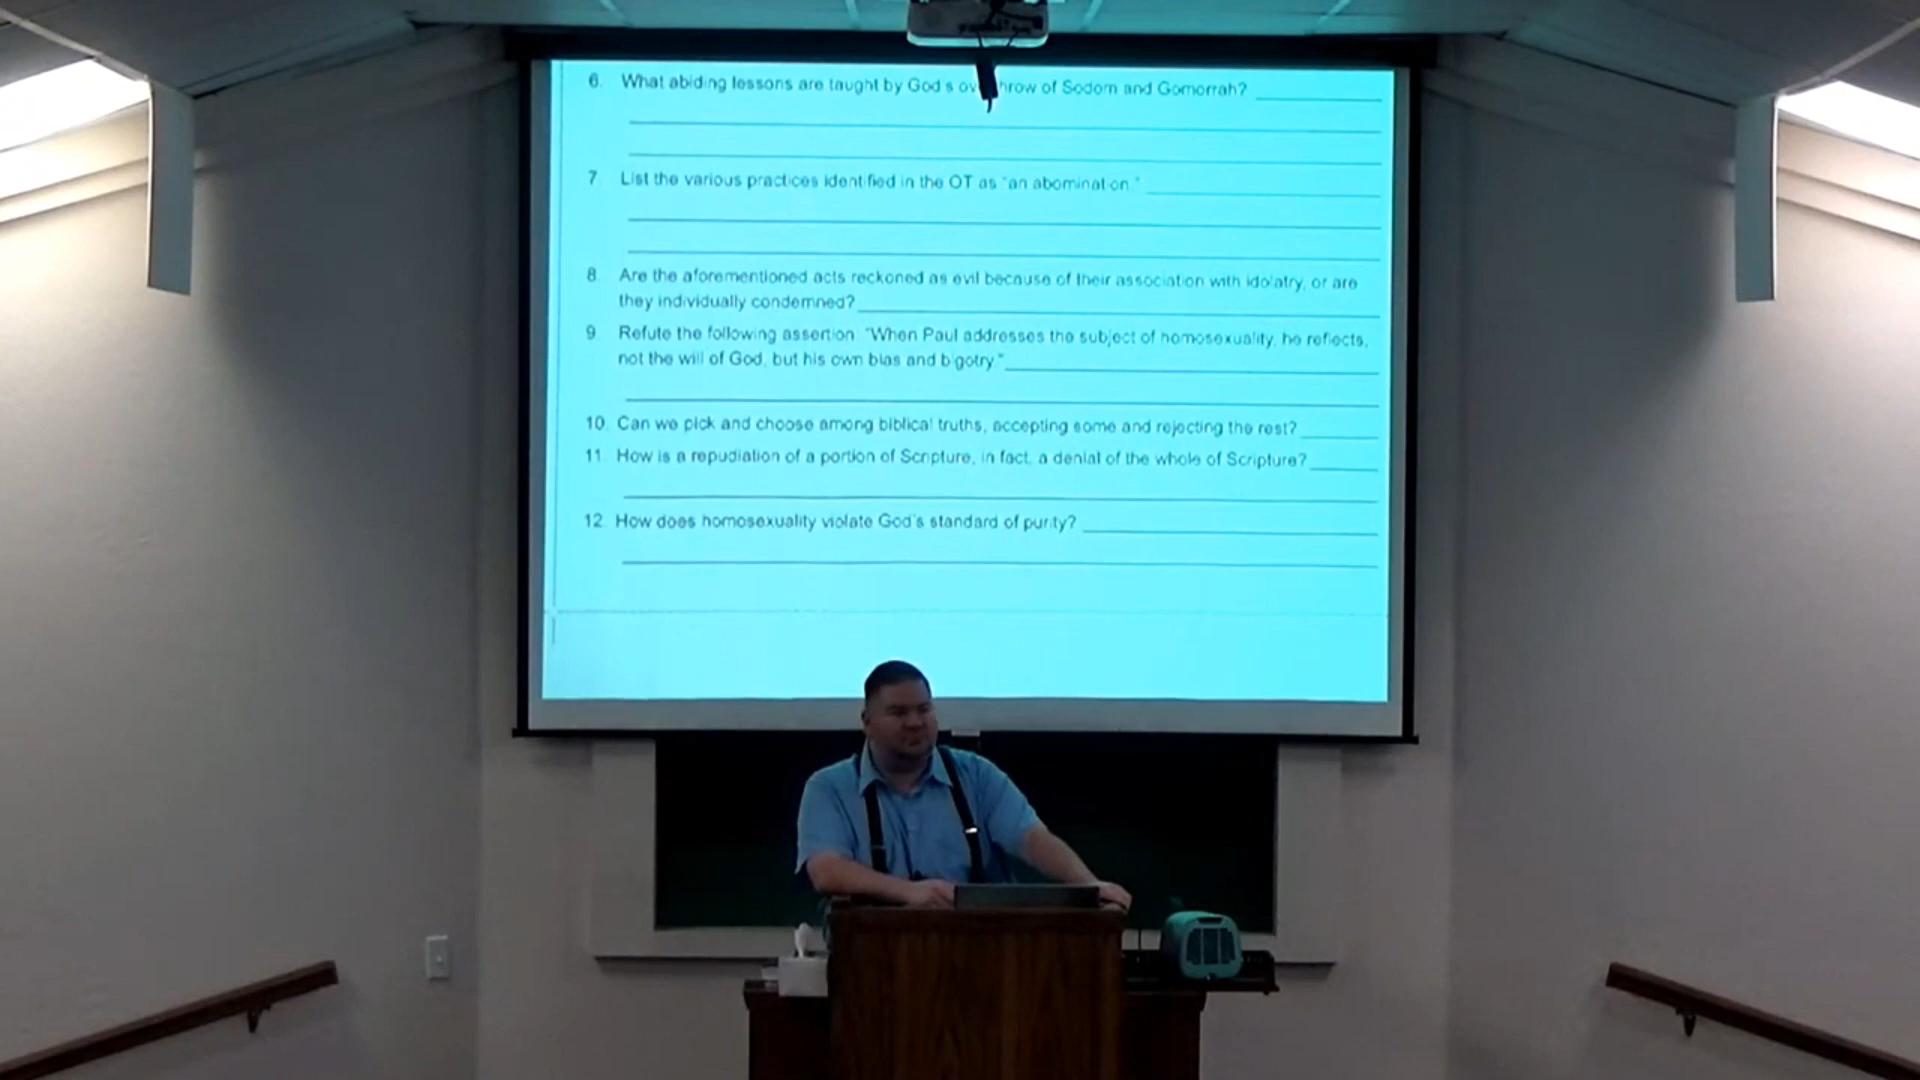 6. What abiding lessons are taught by God's ov hrow of Sodom and Gomorrah?
7 List the various practices identified in the OT as "an abomination."
8. Are the aforementioned acts reckoned as evil because of their association with idolatry, or are
they individually condemned?
9. Refute the following assertion: "When Paul addresses the subject of homosexuality, he reflects,
not the will of God, but his own bias and bigotry."
10. Can we pick and choose among biblical truths, accepting some and rejecting the rest?
11. How is a repudiation of a portion of Scripture, in fact, a denial of the whole of Scripture?
12. How does homosexuality violate God's standard of purity?